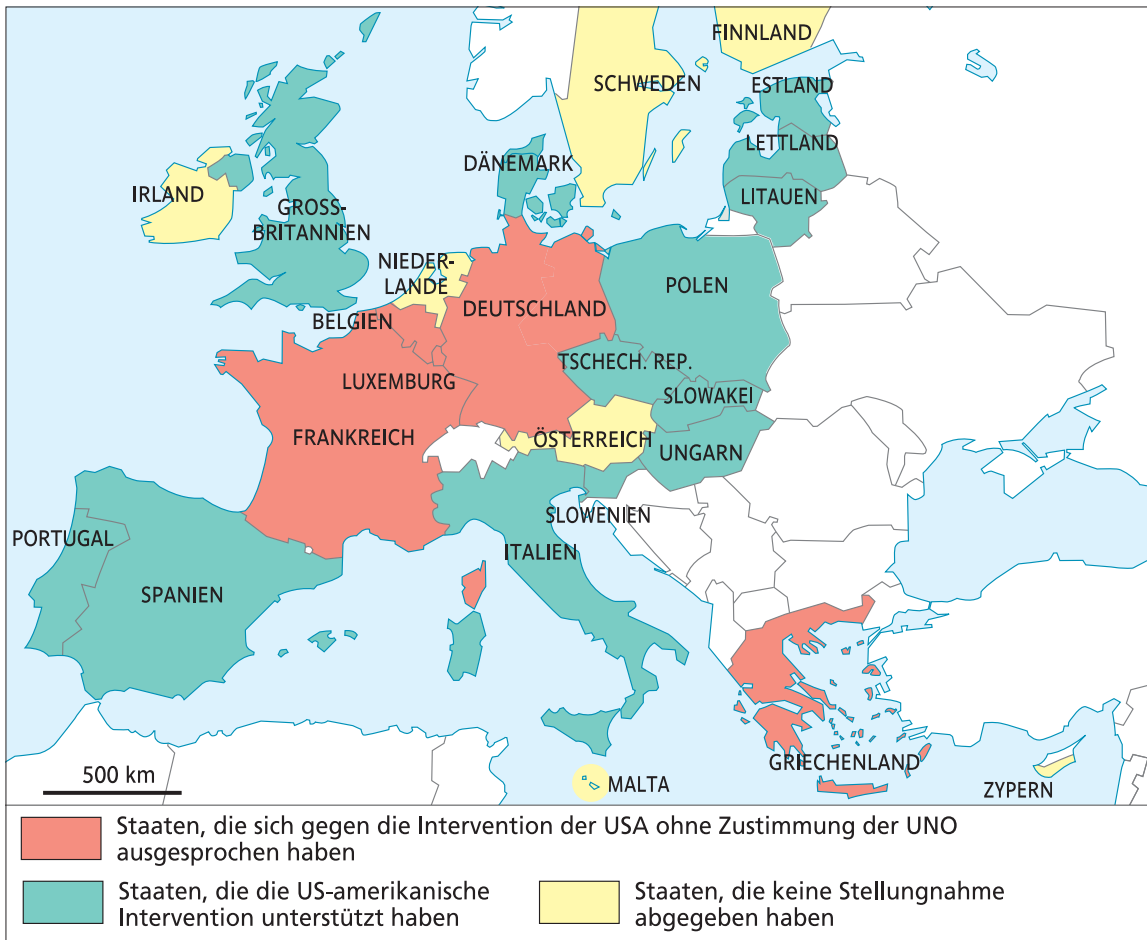 FINNLAND
SCHWEDEN
ESTLAND
LETTLAND
DÄNEMARK
LITAUEN
IRLAND
GROSS-
BRITANNIEN
NIEDER-
LANDE
POLEN
DEUTSCHLAND
BELGIEN
TSCHECH. REP.
LUXEMBURG
SLOWAKEI
FRANKREICH
ÖSTERREICH
UNGARN
SLOWENIEN
PORTUGAL
ITALIEN
SPANIEN
GRIECHENLAND
500 km
MALTA
ZYPERN
Staaten, die sich gegen die Intervention der USA ohne Zustimmung der UNO
ausgesprochen haben
Staaten, die die US-amerikanische
Intervention unterstützt haben
Staaten, die keine Stellungnahme
abgegeben haben